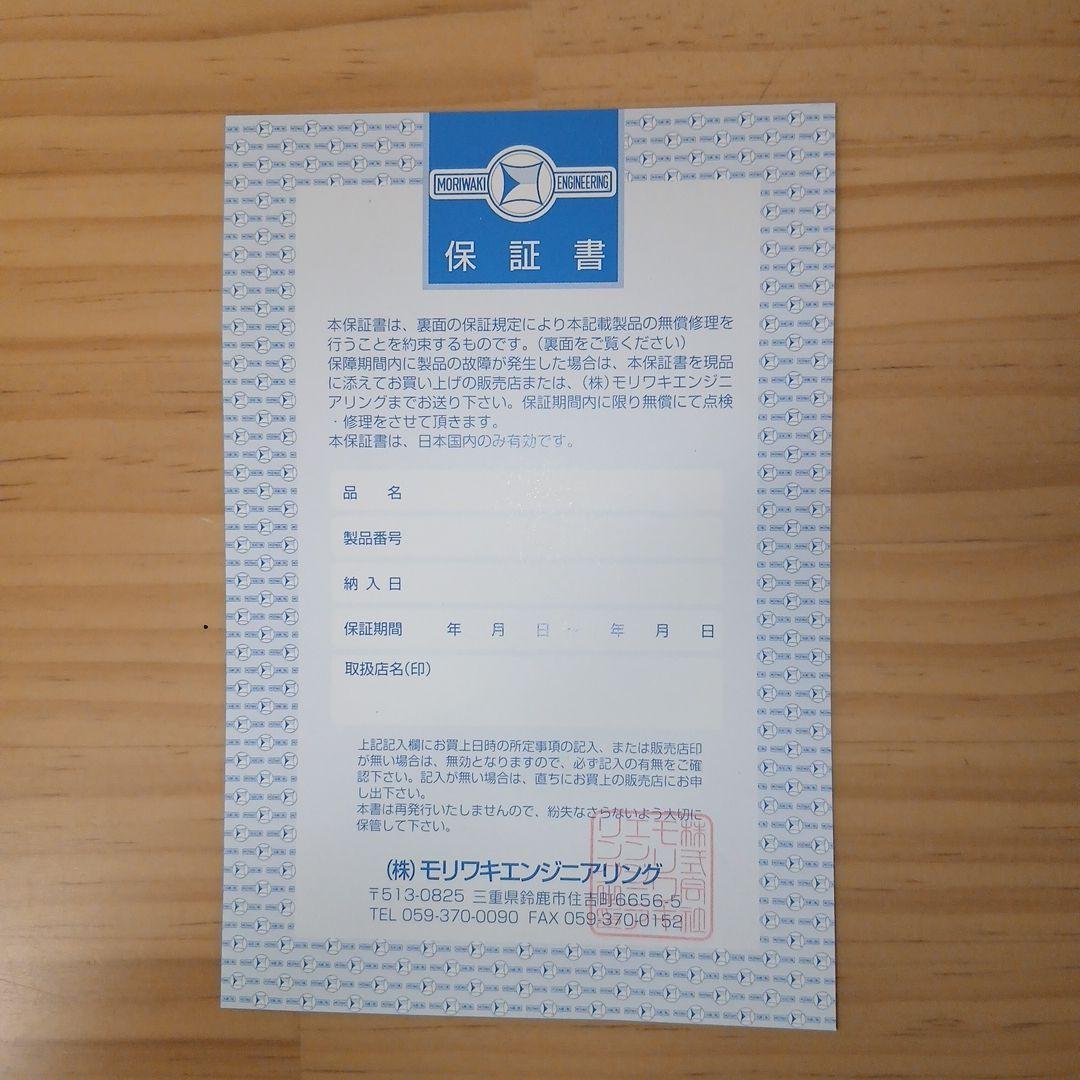 MORIWAKI ENGINEERING
保証書
本保証書は、裏面の保証規定により本記載製品の無償修理を
行うことを約束するものです。(裏面をご覧ください)
保障期間内に製品の故障が発生した場合は、本保証書を現品
に添えてお買い上げの販売店または、(株)モリワキエンジニ
アリングまでお送り下さい。保証期間内に限り無償にて点検
・修理をさせて頂きます。
本保証書は、日本国内のみ有効です。
品　名
製品番号
納入日
保証期間　年　月　日～　年　月　日
取扱店名(印)
上記記入欄にお買上日時の所定事項の記入、または販売店印
が無い場合は、無効となりますので、必ず記入の有無をご確
認下さい。記入が無い場合は、直ちにお買上の販売店にお申
し出下さい。
本書は再発行いたしませんので、紛失なさらないよう大切に
保管して下さい。
(株)モリワキエンジニアリング
〒513-0825 三重県鈴鹿市住吉町6656-5
TEL 059-370-0090 FAX 059-370-0152